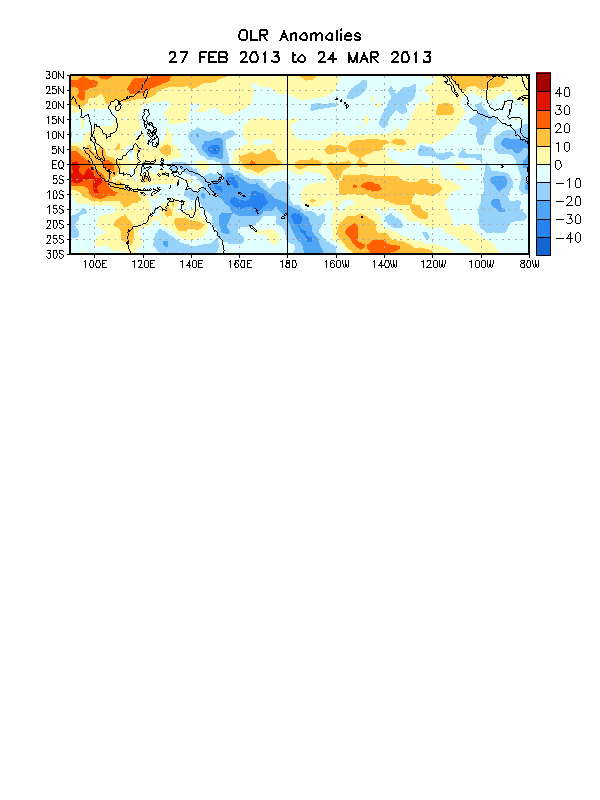 OLR Anomalies
27 FEB 2013 to 24 MAR 2013
30N
25N
20N
15N
10N
5N
EQ
5S
10S
15S
20S
25S
30S
100E 120E 140E 160E 180 160W 140W 120W 100W 80W
40
30
20
10
0
-10
-20
-30
-40